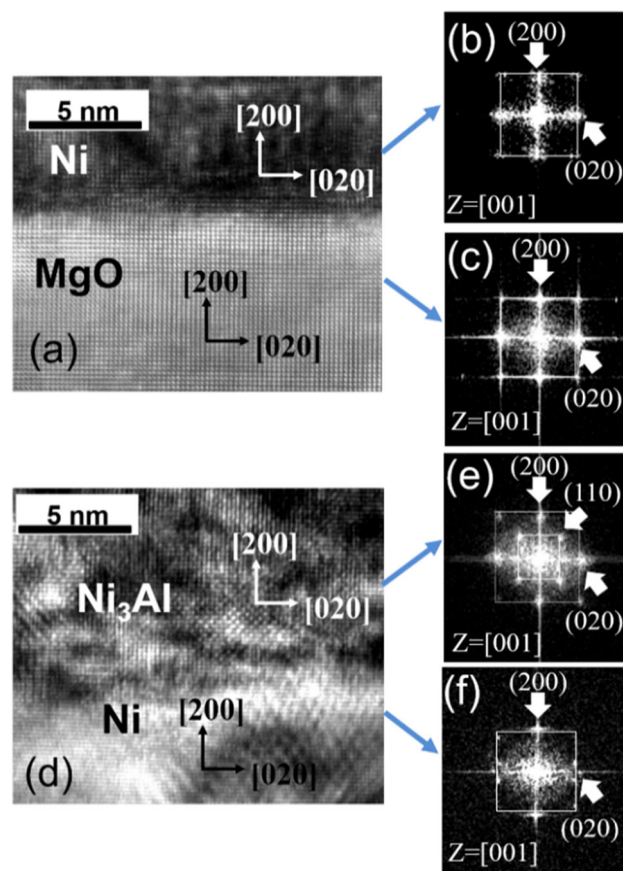 5 nm
Ni
[200]
[020]
MgO
[200]
[020]
(a)
(b)
(200)
(020)
Z=[001]
(c)
(200)
(020)
Z=[001]
5 nm
[200]
[020]
Ni₃Al
Ni
[200]
[020]
(d)
(e)
(200)
(110)
(020)
Z=[001]
(f)
(200)
(020)
Z=[001]